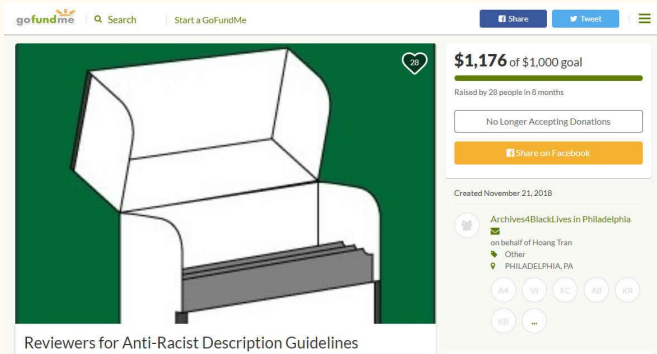 gofundme
Search
Start a GoFundMe
Share
Tweet
28
Reviewers for Anti-Racist Description Guidelines
$1,176 of $1,000 goal
Raised by 28 people in 8 months
No Longer Accepting Donations
Share on Facebook
Created November 21, 2018
Archives4BlackLives in Philadelphia
on behalf of Hoang Tran
Other
PHILADELPHIA, PA
VJ FC AB KR
KB ...